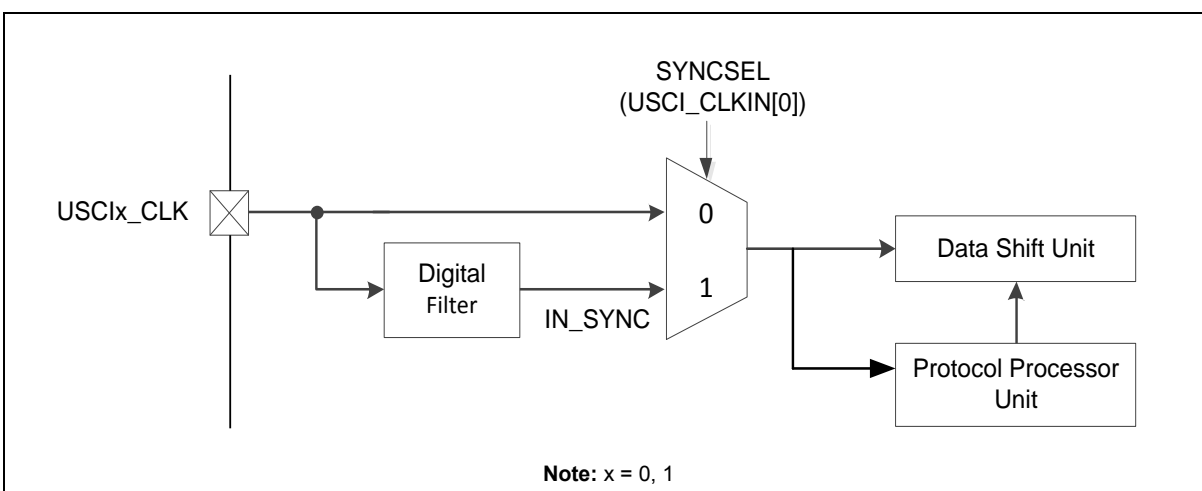 SYNCSEL
(USCI_CLKIN[0])
USCIx_CLK
0
Digital
Filter
1
IN_SYNC
Data Shift Unit
Protocol Processor
Unit
Note: x = 0, 1